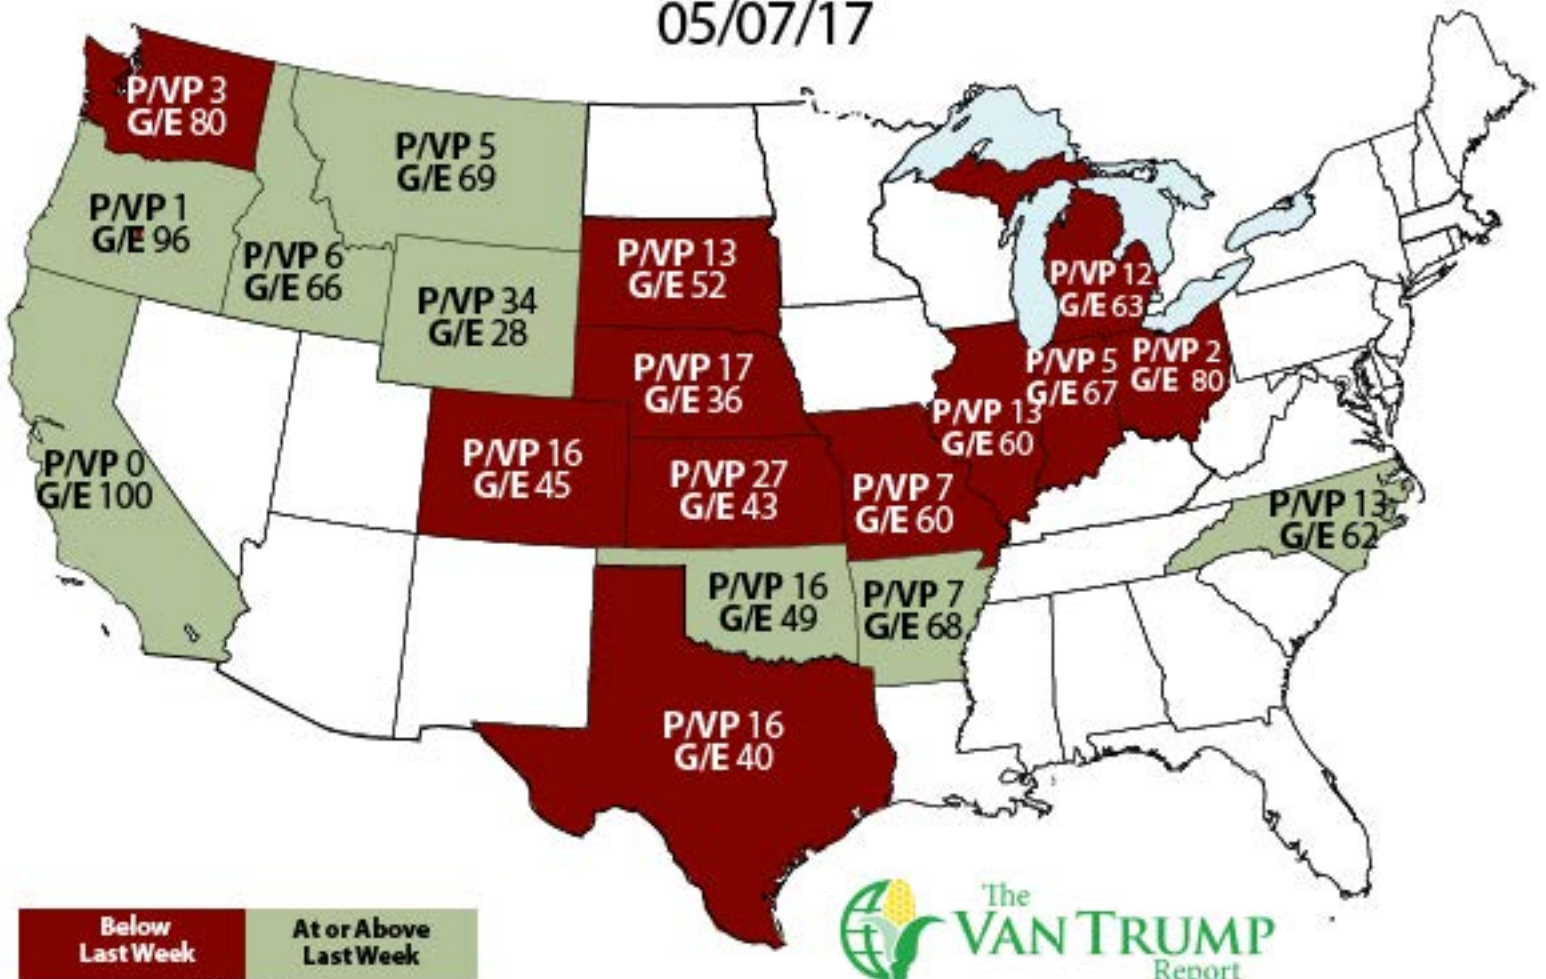 05/07/17
P/VP 3
G/E 80
P/VP 5
G/E 69
P/VP 1
G/E 96
P/VP 6
G/E 66
P/VP 34
G/E 28
P/VP 13
G/E 52
P/VP 12
G/E 63
P/VP 17
G/E 36
P/VP 5
G/E 67
P/VP 2
G/E 80
P/VP 13
G/E 60
P/VP 0
G/E 100
P/VP 16
G/E 45
P/VP 27
G/E 43
P/VP 7
G/E 60
P/VP 13
G/E 62
P/VP 16
G/E 49
P/VP 7
G/E 68
P/VP 16
G/E 40
Below
Last Week
At or Above
Last Week
The
VAN TRUMP
Report